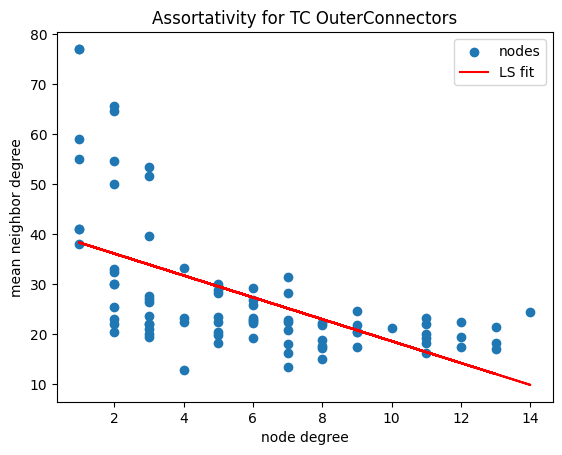 Assortativity for TC OuterConnectors
nodes
LS fit
mean neighbor degree
80
70
60
50
40
30
20
10
2 4 6 8 10 12 14
node degree